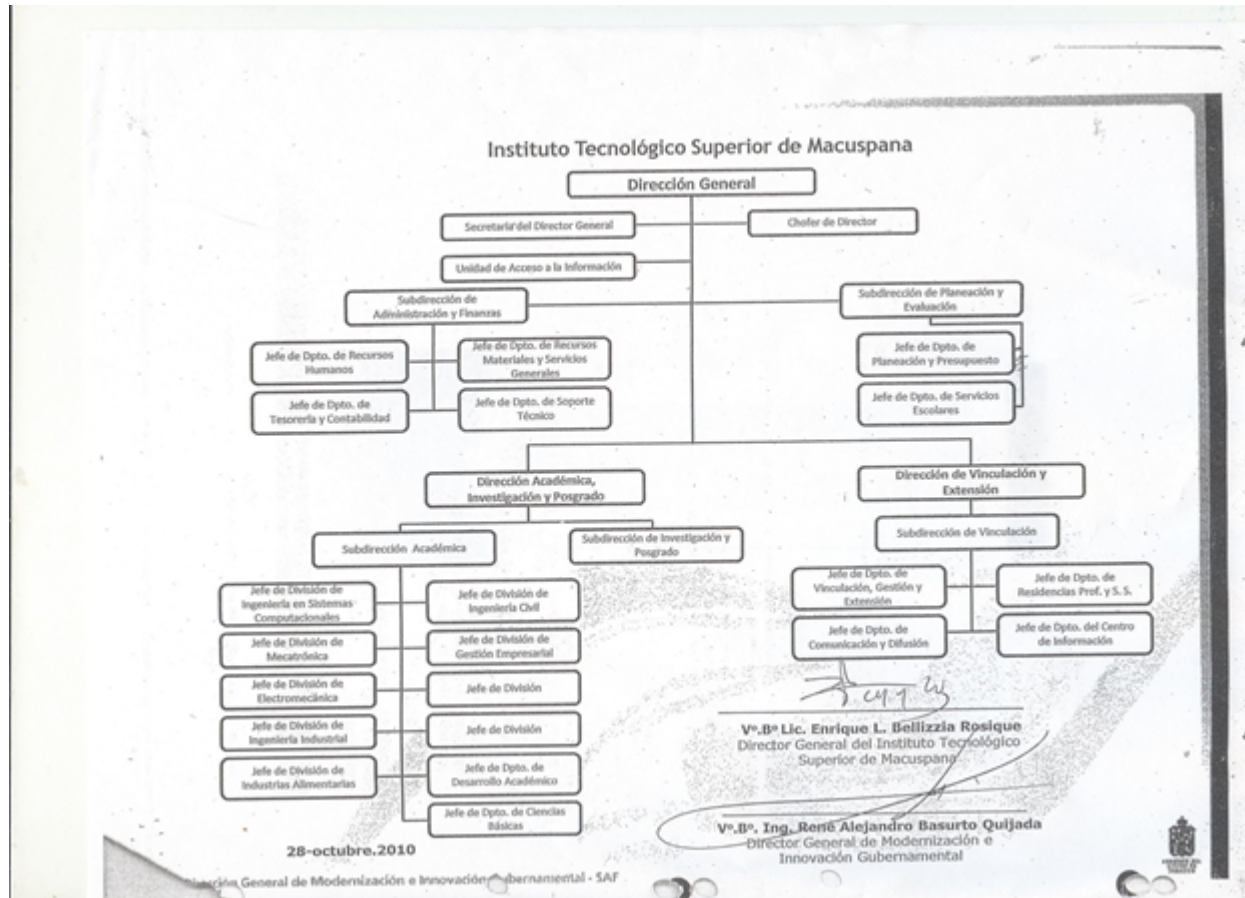 Instituto Tecnológico Superior de Macuspana
Dirección General
Secretaria del Director General
Chofer de Director
Unidad de Acceso a la Información
Subdirección de
Administración y Finanzas
Subdirección de Planeación y
Evaluación
Jefe de Dpto. de Recursos
Humanos
Jefe de Dpto. de Recursos
Materiales y Servicios
Generales
Jefe de Dpto. de
Planeación y Presupuesto
Jefe de Dpto. de
Tesorería y Contabilidad
Jefe de Dpto. de Soporte
Técnico
Jefe de Dpto. de Servicios
Escolares
Dirección Académica,
Investigación y Posgrado
Dirección de Vinculación y
Extensión
Subdirección Académica
Subdirección de Investigación y
Posgrado
Subdirección de Vinculación
Jefe de División de
Ingeniería en Sistemas
Computacionales
Jefe de División de
Ingeniería Civil
Jefe de División de
Mecatrónica
Jefe de División de
Gestión Empresarial
Jefe de División de
Electromecánica
Jefe de División
Jefe de División de
Ingeniería Industrial
Jefe de División
Jefe de División de
Industrias Alimentarias
Jefe de Dpto. de
Desarrollo Académico
Jefe de Dpto. de Ciencias
Básicas
Jefe de Dpto. de
Vinculación, Gestión y
Extensión
Jefe de Dpto. de
Residencias Prof. y S. S.
Jefe de Dpto. de
Comunicación y Difusión
Jefe de Dpto. del Centro
de Información
Vº.Bº Lic. Enrique L. Bellizzia Rosique
Director General del Instituto Tecnológico
Superior de Macuspana
Vº.Bº. Ing. René Alejandro Basurto Quijada
Director General de Modernización e
Innovación Gubernamental
28-octubre.2010
General de Modernización e Innovación Gubernamental - SAF